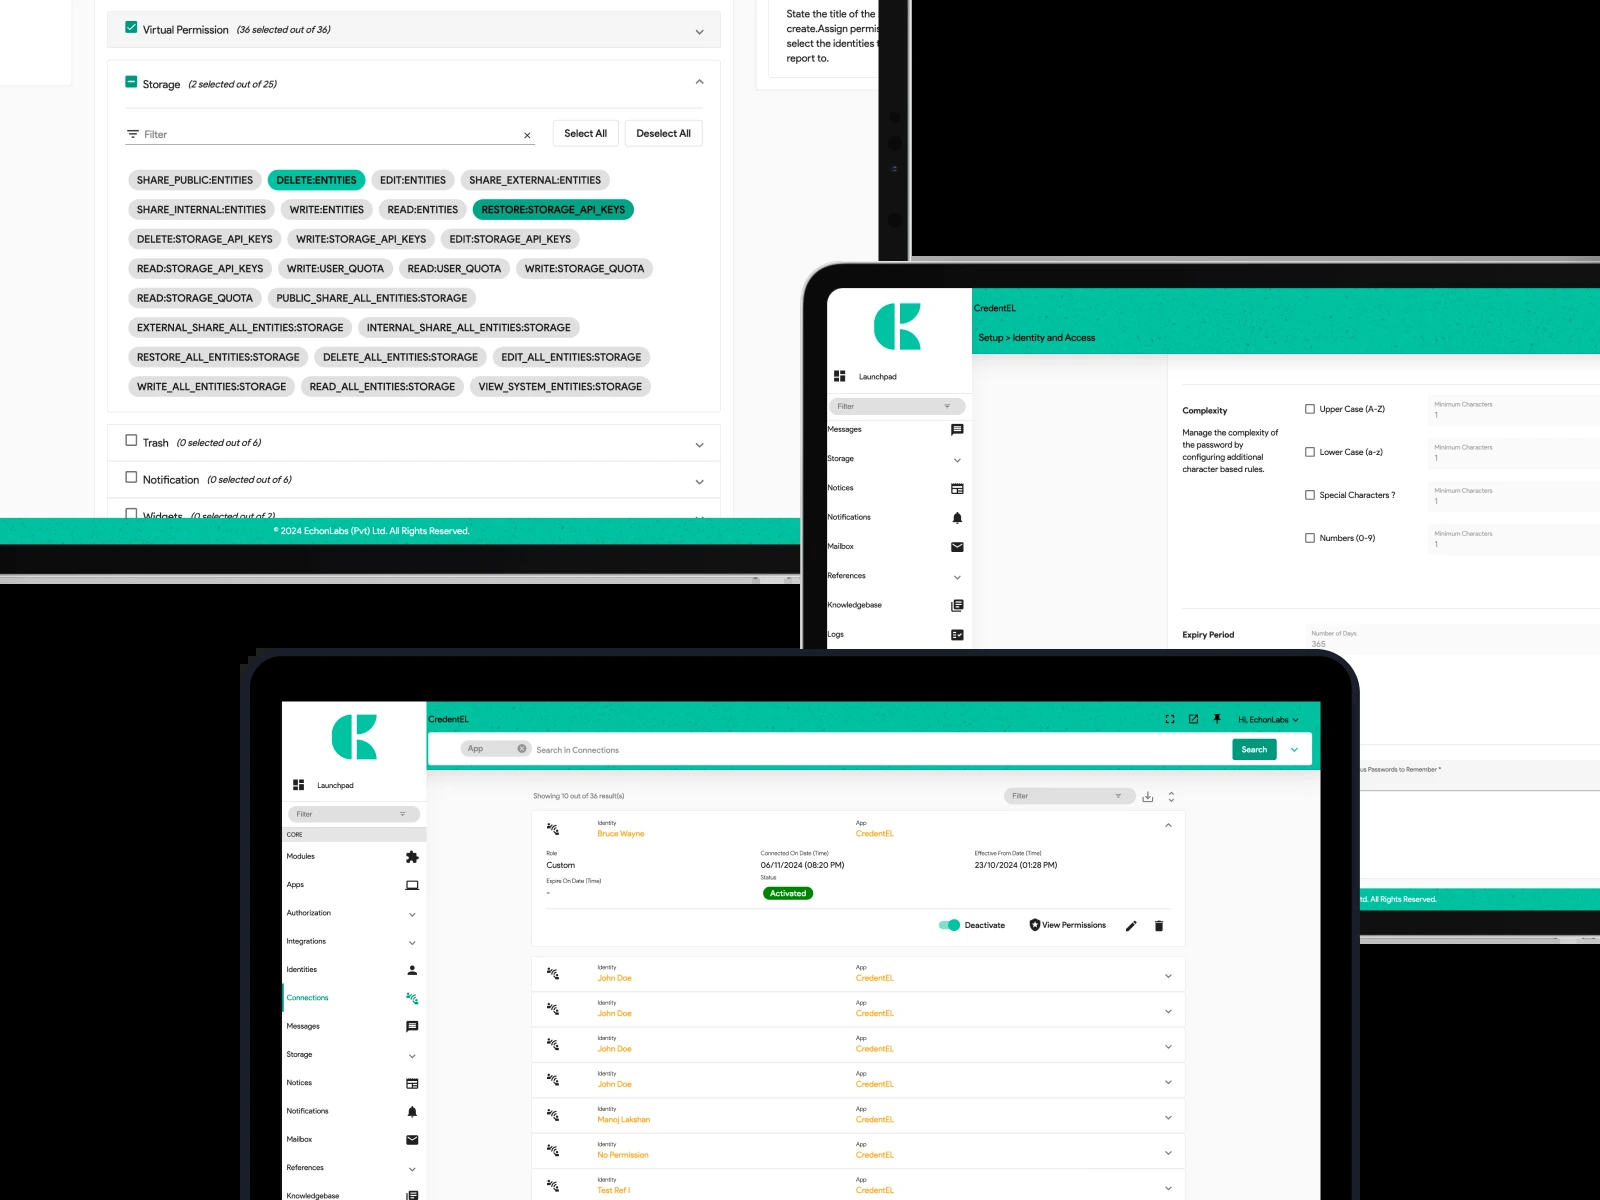 Virtual Permission (36 selected out of 36)
Storage (2 selected out of 25)
Filter
Select All
Deselect All
SHARE_PUBLIC:ENTITIES DELETE:ENTITIES EDIT:ENTITIES SHARE_EXTERNAL:ENTITIES
SHARE_INTERNAL:ENTITIES WRITE:ENTITIES READ:ENTITIES RESTORE:STORAGE_API_KEYS
DELETE:STORAGE_API_KEYS WRITE:STORAGE_API_KEYS EDIT:STORAGE_API_KEYS
READ:STORAGE_API_KEYS WRITE:USER_QUOTA READ:USER_QUOTA WRITE:STORAGE_QUOTA
READ:STORAGE_QUOTA PUBLIC_SHARE_ALL_ENTITIES:STORAGE
EXTERNAL_SHARE_ALL_ENTITIES:STORAGE INTERNAL_SHARE_ALL_ENTITIES:STORAGE
RESTORE_ALL_ENTITIES:STORAGE DELETE_ALL_ENTITIES:STORAGE EDIT_ALL_ENTITIES:STORAGE
WRITE_ALL_ENTITIES:STORAGE READ_ALL_ENTITIES:STORAGE VIEW_SYSTEM_ENTITIES:STORAGE
Trash (0 selected out of 6)
Notification (0 selected out of 6)
Widgets (0 selected out of 2)
© 2024 EchonLabs (Pvt) Ltd. All Rights Reserved.
State the title of the
create.Assign permis
select the identities t
report to.
CredentEL
Setup > Identity and Access
Launchpad
Filter
Messages
Storage
Notices
Notifications
Mailbox
References
Knowledgebase
Logs
Complexity
Manage the complexity of
the password by
configuring additional
character based rules.
Upper Case (A-Z)
Minimum Characters
1
Lower Case (a-z)
Minimum Characters
1
Special Characters ?
Minimum Characters
1
Numbers (0-9)
Minimum Characters
1
Expiry Period
Number of Days
365
us Passwords to Remember *
td. All Rights Reserved.
CredentEL
Hi, EchonLabs
App
Search in Connections
Search
Launchpad
Filter
CORE
Modules
Apps
Authorization
Integrations
Identities
Connections
Messages
Storage
Notices
Notifications
Mailbox
References
Knowledgebase
Showing 10 out of 36 result(s)
Filter
Identity App
Bruce Wayne CredentEL
Role Connected On Date (Time) Effective From Date (Time)
Custom 06/11/2024 (08:20 PM) 23/10/2024 (01:28 PM)
Expire On Date (Time) Status
- Activated
Deactivate View Permissions
Identity App
John Doe CredentEL
Identity App
John Doe CredentEL
Identity App
John Doe CredentEL
Identity App
John Doe CredentEL
Identity App
Manoj Lakshan CredentEL
Identity App
No Permission CredentEL
Identity App
Test Ref I CredentEL